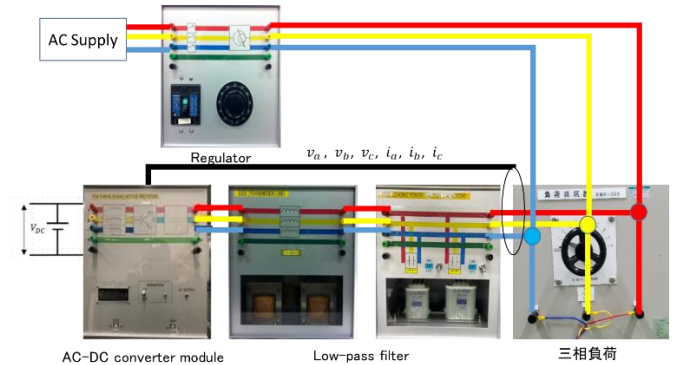 AC Supply
Regulator
v_a, v_b, v_c, i_a, i_b, i_c
V_DC
AC-DC converter module
Low-pass filter
三相負荷